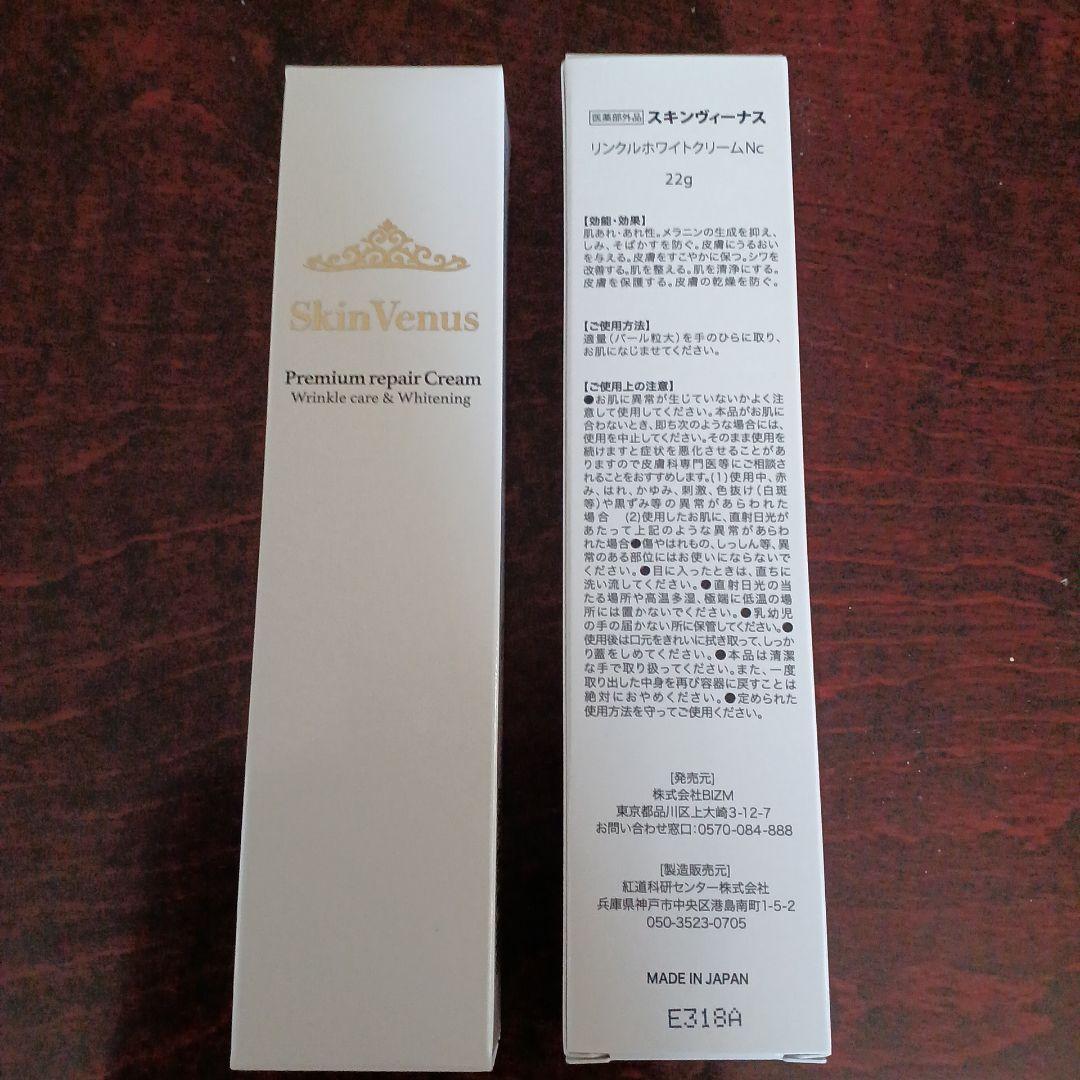 SkinVenus
Premium repair Cream
Wrinkle care & Whitening
医薬部外品 スキンヴィーナス
リンクルホワイトクリームNc
22g
【効能・効果】
肌あれ・あれ性。メラニンの生成を抑え、
しみ、そばかすを防ぐ。皮膚にうるおい
を与える。皮膚をすこやかに保つ。シワを
改善する。肌を整える。肌を清浄にする。
皮膚を保護する。皮膚の乾燥を防ぐ。
【ご使用方法】
適量(パール粒大)を手のひらに取り、
お肌になじませてください。
【ご使用上の注意】
●お肌に異常が生じていないかよく注
意して使用してください。本品がお肌に
合わないとき、即ち次のような場合には、
使用を中止してください。そのまま使用を
続けますと症状を悪化させることがあ
りますので皮膚科専門医等にご相談さ
れることをおすすめします。(1)使用中、赤
み、はれ、かゆみ、刺激、色抜け(白斑
等)や黒ずみ等の異常があらわれた
場合 (2)使用したお肌に、直射日光が
あたって上記のような異常があらわ
れた場合●傷やはれもの、しっしん等、異
常のある部位にはお使いにならないで
ください。●目に入ったときは、直ちに
洗い流してください。●直射日光の当
たる場所や高温多湿、極端に低温の場
所には置かないでください。●乳幼児
の手の届かない所に保管してください。●
使用後は口元をきれいに拭き取って、しっか
り蓋をしめてください。●本品は清潔
な手で取り扱ってください。また、一度
取り出した中身を再び容器に戻すことは
絶対におやめください。●定められた
使用方法を守ってご使用ください。
[発売元]
株式会社BIZM
東京都品川区上大崎3-12-7
お問い合わせ窓口:0570-084-888
[製造販売元]
紅道科研センター株式会社
兵庫県神戸市中央区港島南町1-5-2
050-3523-0705
MADE IN JAPAN
E318A